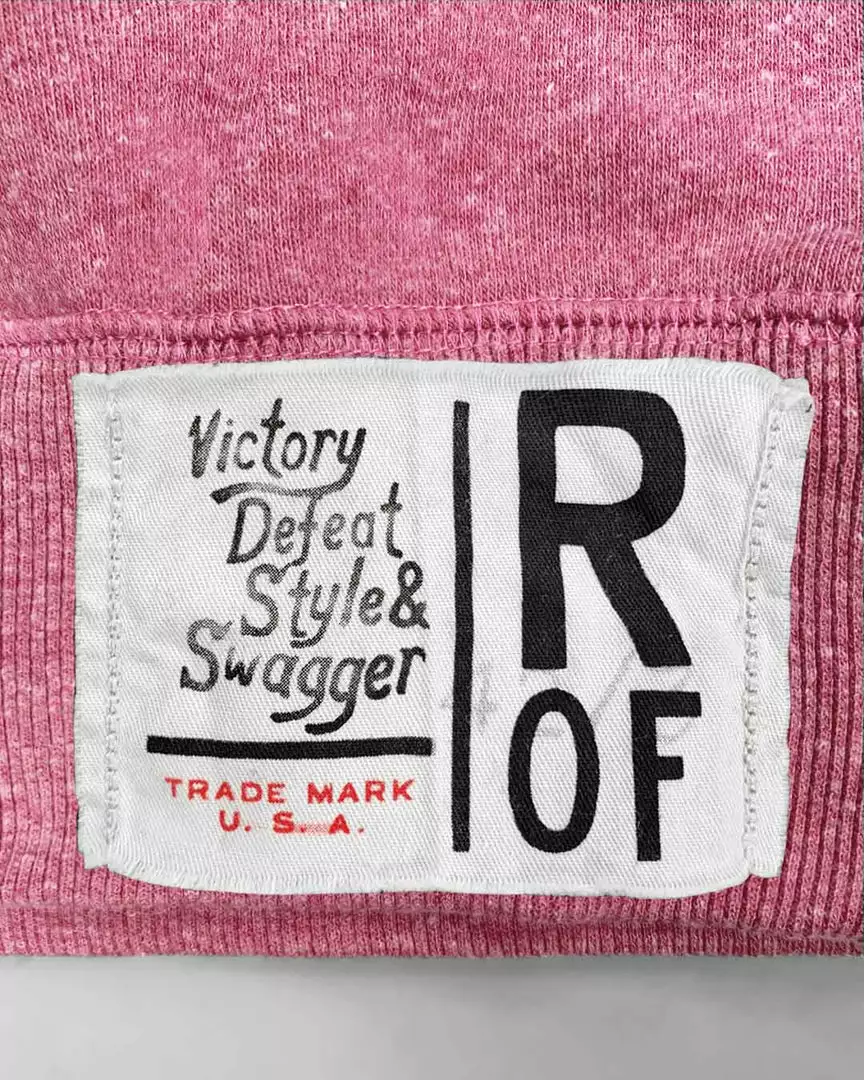 Victory
Defeat
Style &
Swagger
TRADE MARK
U. S. A.
R
OF